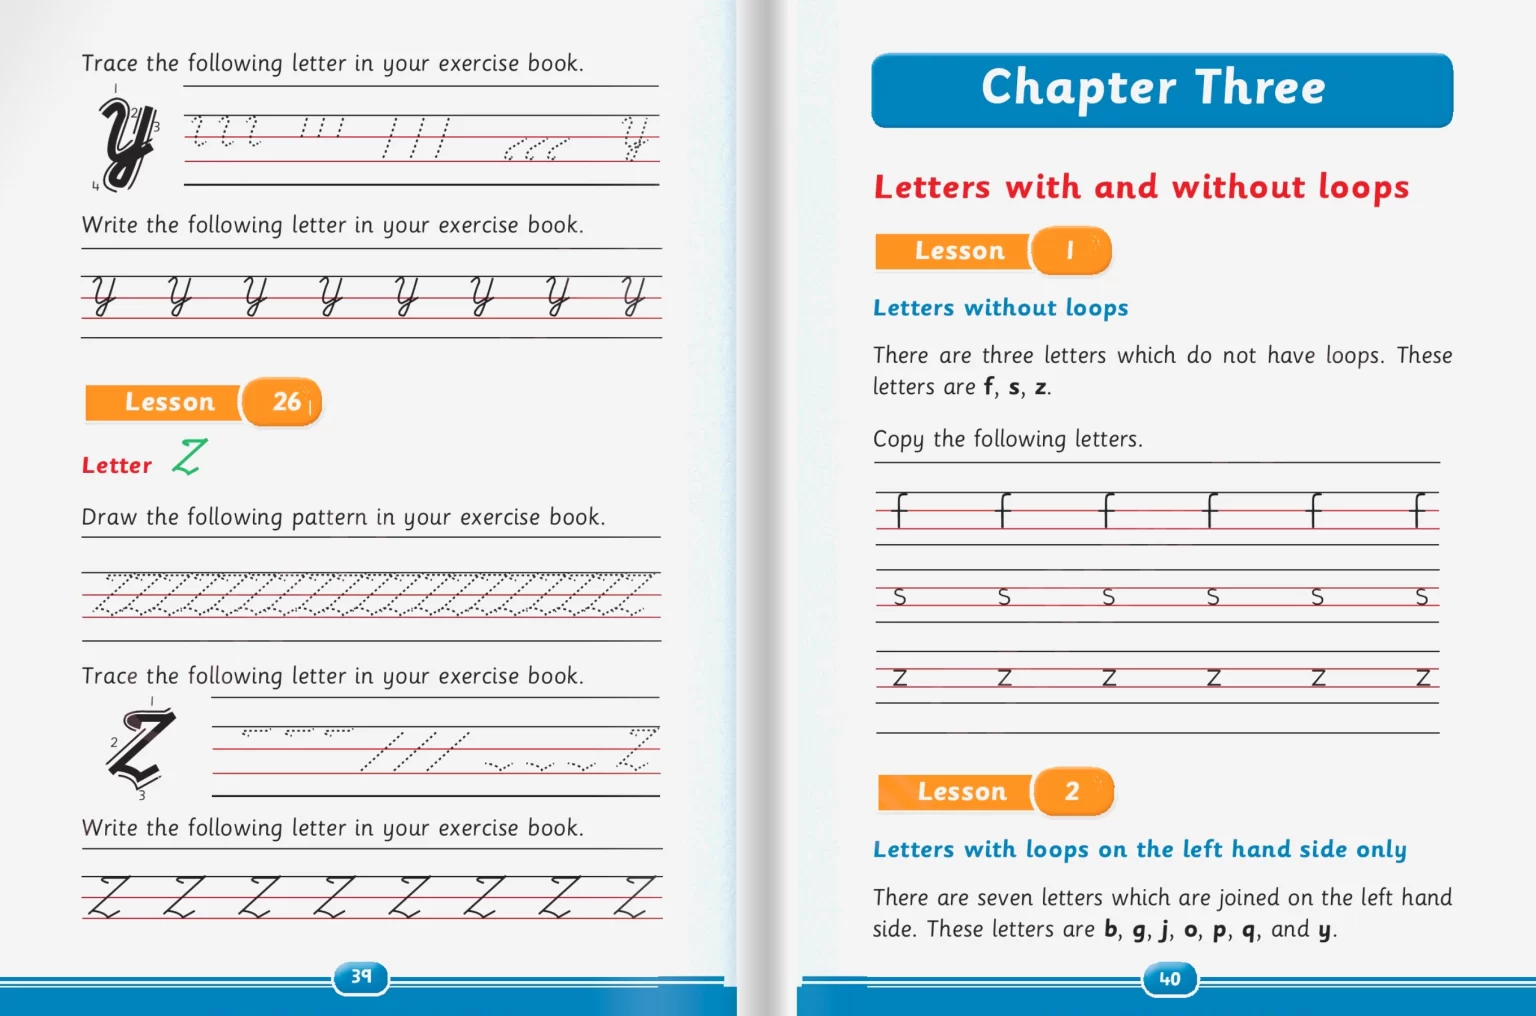 Trace the following letter in your exercise book.
1
2
3
4
y
y
Write the following letter in your exercise book.
y y y y y y y y
Lesson 26
Letter Z
Draw the following pattern in your exercise book.
Trace the following letter in your exercise book.
1
2
3
Z
Z
Write the following letter in your exercise book.
Z Z Z Z Z Z Z Z
39
Chapter Three
Letters with and without loops
Lesson 1
Letters without loops
There are three letters which do not have loops. These
letters are f, s, z.
Copy the following letters.
f f f f f f
s s s s s s
z z z z z z
Lesson 2
Letters with loops on the left hand side only
There are seven letters which are joined on the left hand
side. These letters are b, g, j, o, p, q, and y.
40